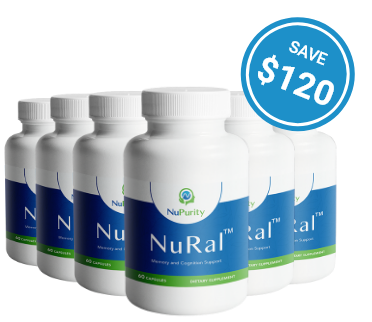 SAVE
$120
NuPurity
NuRal™
Memory and Cognition Support
60 CAPSULES
DIETARY SUPPLEMENT